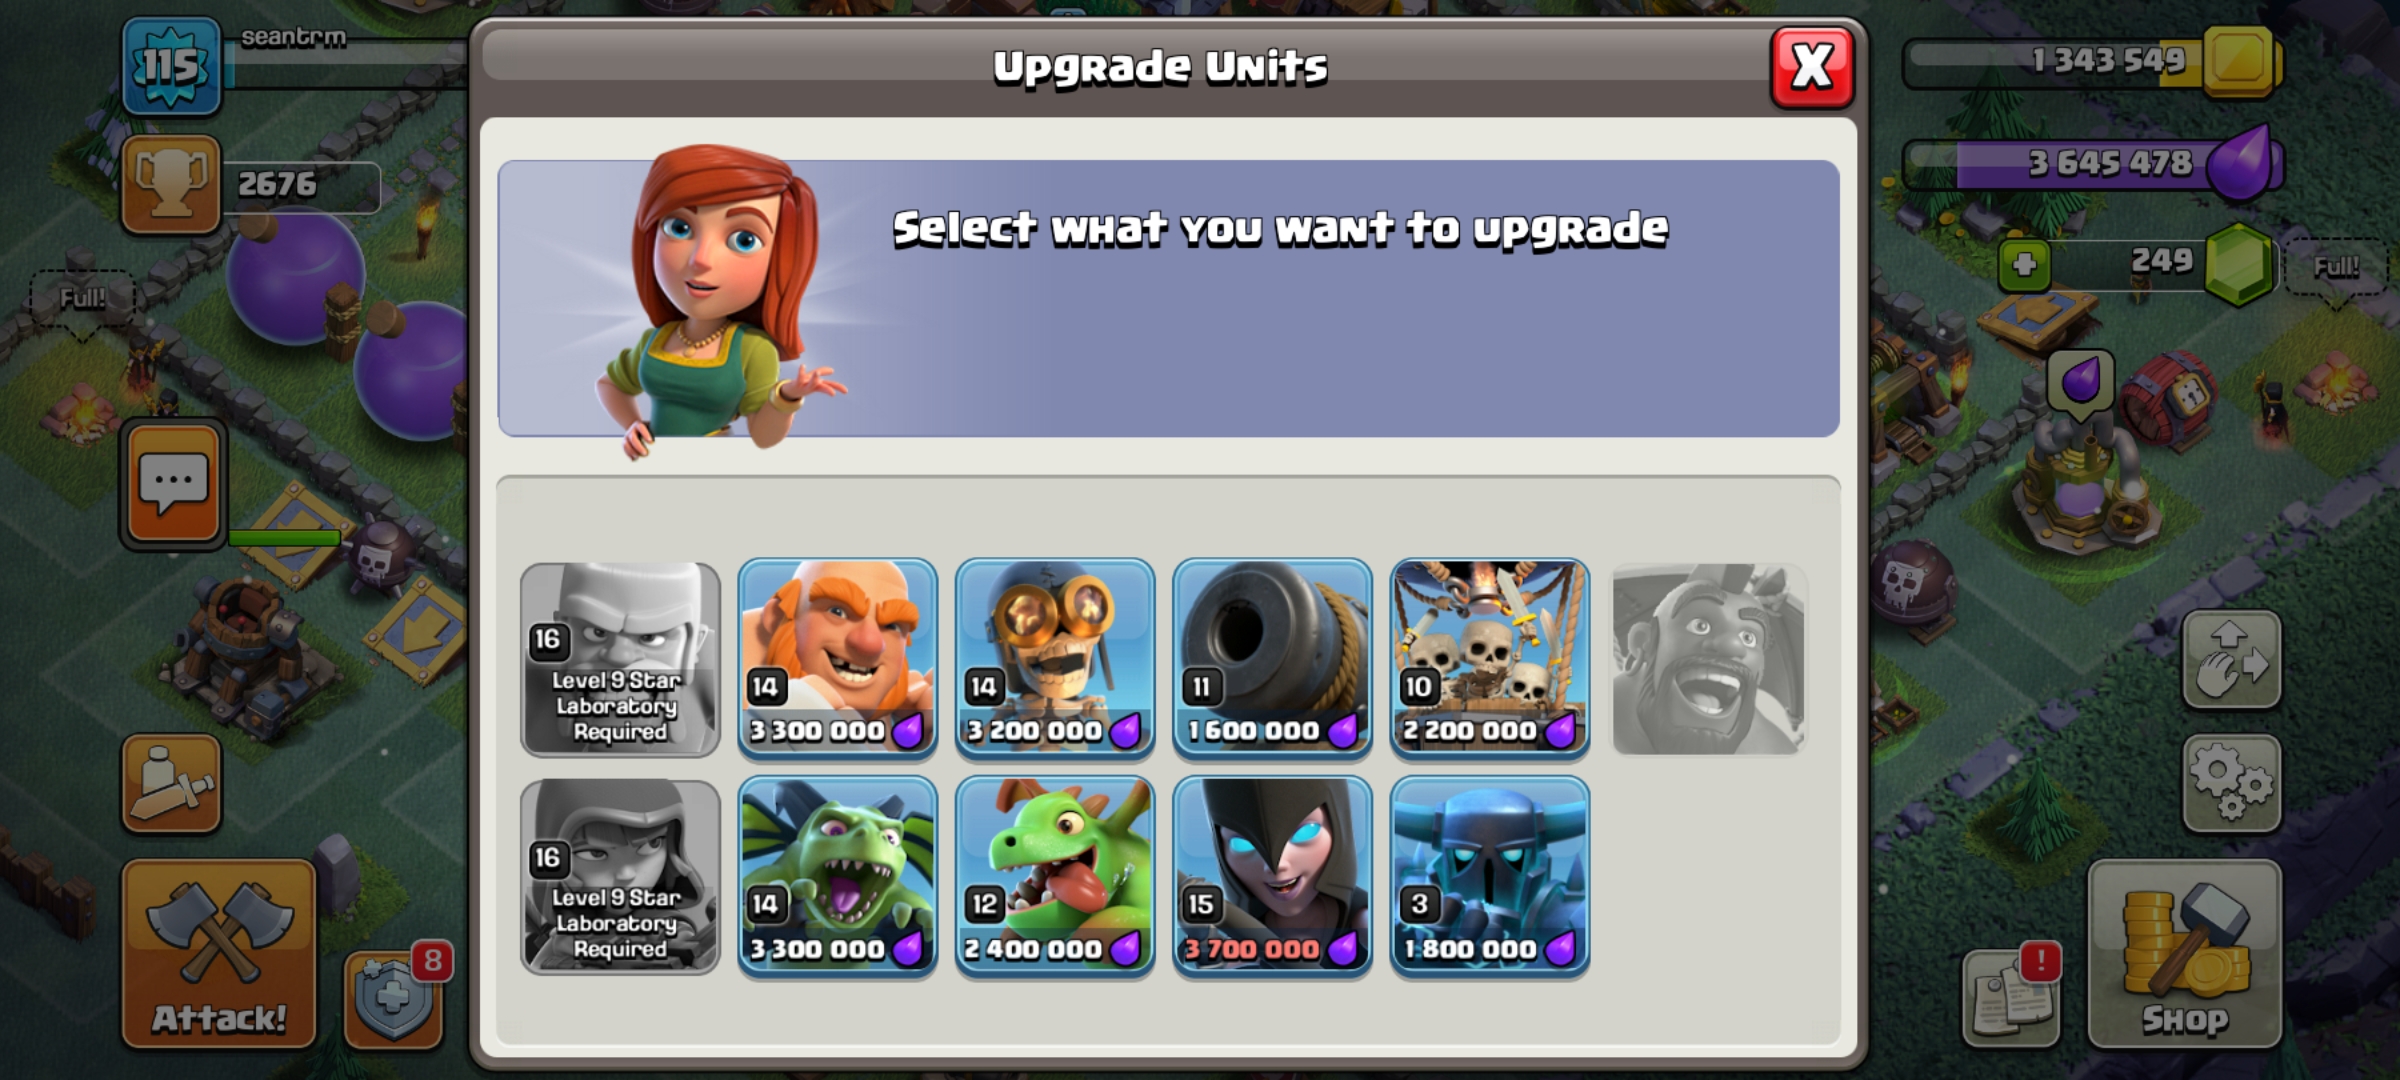 115
seantrm
Upgrade Units
X
1 343 549
2676
3 645 478
Select what you want to upgrade
249
Full!
Full!
16
Level 9 Star
Laboratory
Required
14
3 300 000
14
3 200 000
11
1 600 000
10
2 200 000
16
Level 9 Star
Laboratory
Required
14
3 300 000
12
2 400 000
15
3 700 000
3
1 800 000
Attack!
8
!
Shop